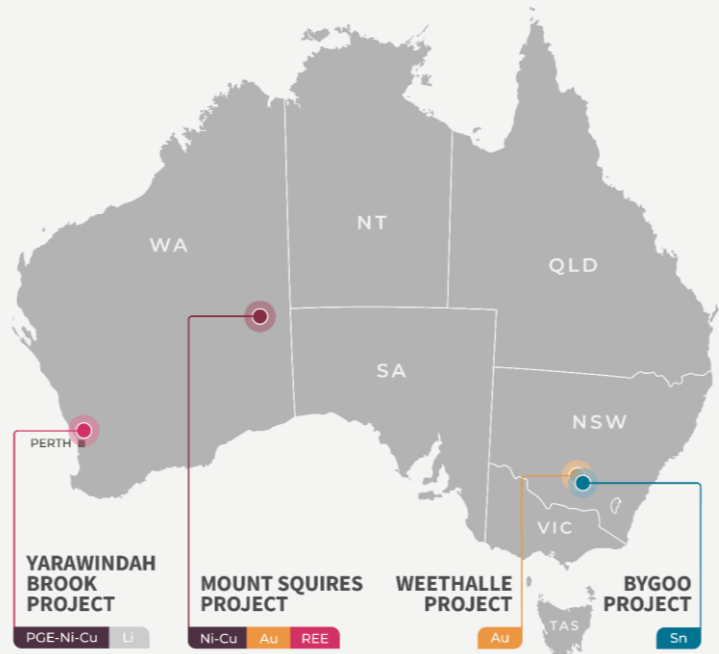 NT
WA
QLD
SA
NSW
PERTH
VIC
YARAWINDAH
BROOK
PROJECT
PGE-Ni-Cu Li
MOUNT SQUIRES
PROJECT
Ni-Cu Au REE
WEETHALLE
PROJECT
Au
BYGOO
PROJECT
Sn
TAS